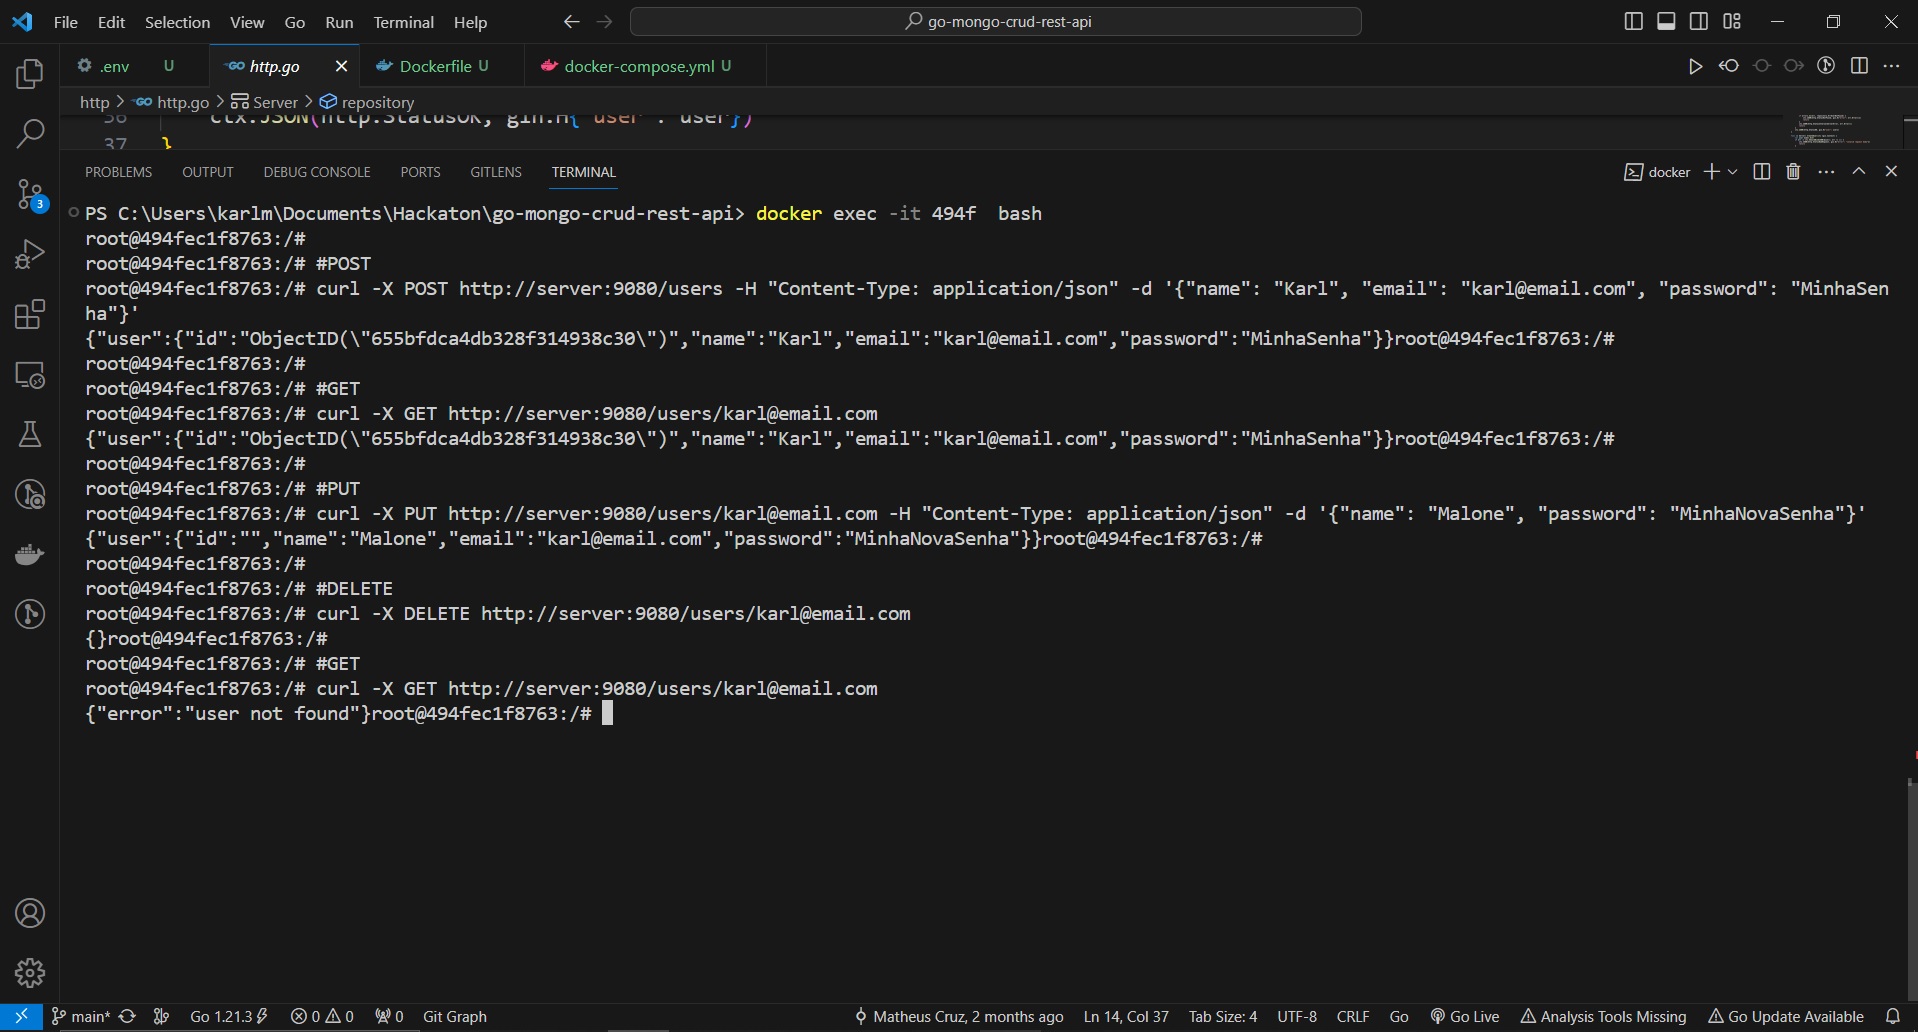 File Edit Selection View Go Run Terminal Help
go-mongo-crud-rest-api
.env U
http.go
Dockerfile U
docker-compose.yml U
http > http.go > Server > repository
36 ctx.JSON(http.StatusOK, gin.H{"user": user})
37 }
PROBLEMS OUTPUT DEBUG CONSOLE PORTS GITLENS TERMINAL
docker
3
PS C:\Users\karlm\Documents\Hackaton\go-mongo-crud-rest-api> docker exec -it 494f  bash
root@494fec1f8763:/#
root@494fec1f8763:/# #POST
root@494fec1f8763:/# curl -X POST http://server:9080/users -H "Content-Type: application/json" -d '{"name": "Karl", "email": "karl@email.com", "password": "MinhaSen
ha"}'
{"user":{"id":"ObjectID(\"655bfdca4db328f314938c30\")","name":"Karl","email":"karl@email.com","password":"MinhaSenha"}}root@494fec1f8763:/#
root@494fec1f8763:/#
root@494fec1f8763:/# #GET
root@494fec1f8763:/# curl -X GET http://server:9080/users/karl@email.com
{"user":{"id":"ObjectID(\"655bfdca4db328f314938c30\")","name":"Karl","email":"karl@email.com","password":"MinhaSenha"}}root@494fec1f8763:/#
root@494fec1f8763:/#
root@494fec1f8763:/# #PUT
root@494fec1f8763:/# curl -X PUT http://server:9080/users/karl@email.com -H "Content-Type: application/json" -d '{"name": "Malone", "password": "MinhaNovaSenha"}'
{"user":{"id":"","name":"Malone","email":"karl@email.com","password":"MinhaNovaSenha"}}root@494fec1f8763:/#
root@494fec1f8763:/#
root@494fec1f8763:/# #DELETE
root@494fec1f8763:/# curl -X DELETE http://server:9080/users/karl@email.com
{}root@494fec1f8763:/#
root@494fec1f8763:/# #GET
root@494fec1f8763:/# curl -X GET http://server:9080/users/karl@email.com
{"error":"user not found"}root@494fec1f8763:/#
main* Go 1.21.3 0 0 0 Git Graph Matheus Cruz, 2 months ago Ln 14, Col 37 Tab Size: 4 UTF-8 CRLF Go Go Live Analysis Tools Missing Go Update Available